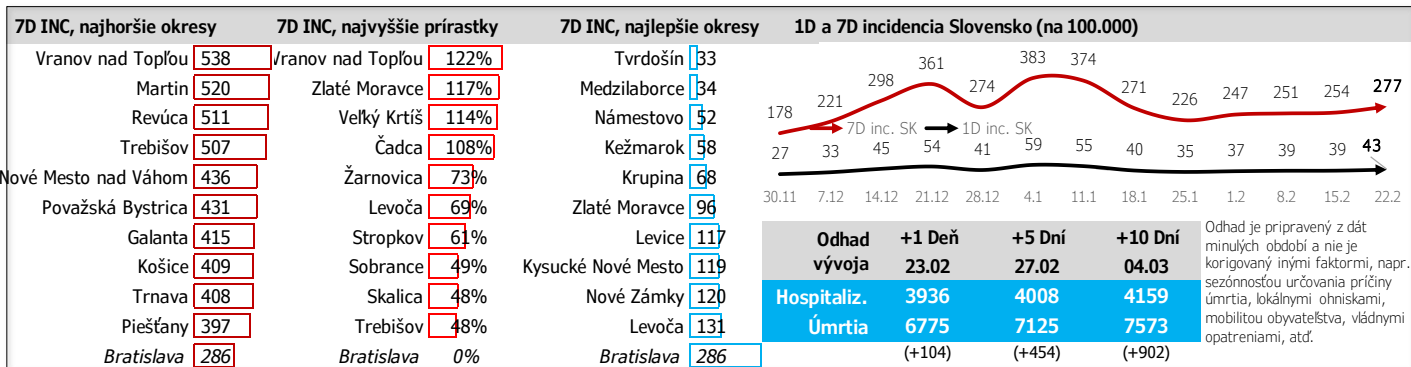 7D INC, najhoršie okresy
Vranov nad Topľou 538
Martin 520
Revúca 511
Trebišov 507
Nové Mesto nad Váhom 436
Považská Bystrica 431
Galanta 415
Košice 409
Trnava 408
Piešťany 397
Bratislava 286
7D INC, najvyššie prírastky
Vranov nad Topľou 122%
Zlaté Moravce 117%
Veľký Krtíš 114%
Čadca 108%
Žarnovica 73%
Levoča 69%
Stropkov 61%
Sobrance 49%
Skalica 48%
Trebišov 48%
Bratislava 0%
7D INC, najlepšie okresy
Tvrdošín 33
Medzilaborce 34
Námestovo 52
Kežmarok 58
Krupina 68
Zlaté Moravce 96
Levice 117
Kysucké Nové Mesto 119
Nové Zámky 120
Levoča 131
Bratislava 286
1D a 7D incidencia Slovensko (na 100.000)
178 221 298 361 274 383 374 271 226 247 251 254 277
7D inc. SK 1D inc. SK
27 33 45 54 41 59 55 40 35 37 39 39 43
30.11 7.12 14.12 21.12 28.12 4.1 11.1 18.1 25.1 1.2 8.2 15.2 22.2
Odhad +1 Deň +5 Dní +10 Dní
vývoja 23.02 27.02 04.03
Hospitaliz. 3936 4008 4159
Úmrtia 6775 7125 7573
(+104) (+454) (+902)
Odhad je pripravený z dát
minulých období a nie je
korigovaný inými faktormi, napr.
sezónnosťou určovania príčiny
úmrtia, lokálnymi ohniskami,
mobilitou obyvateľstva, vládnymi
opatreniami, atď.